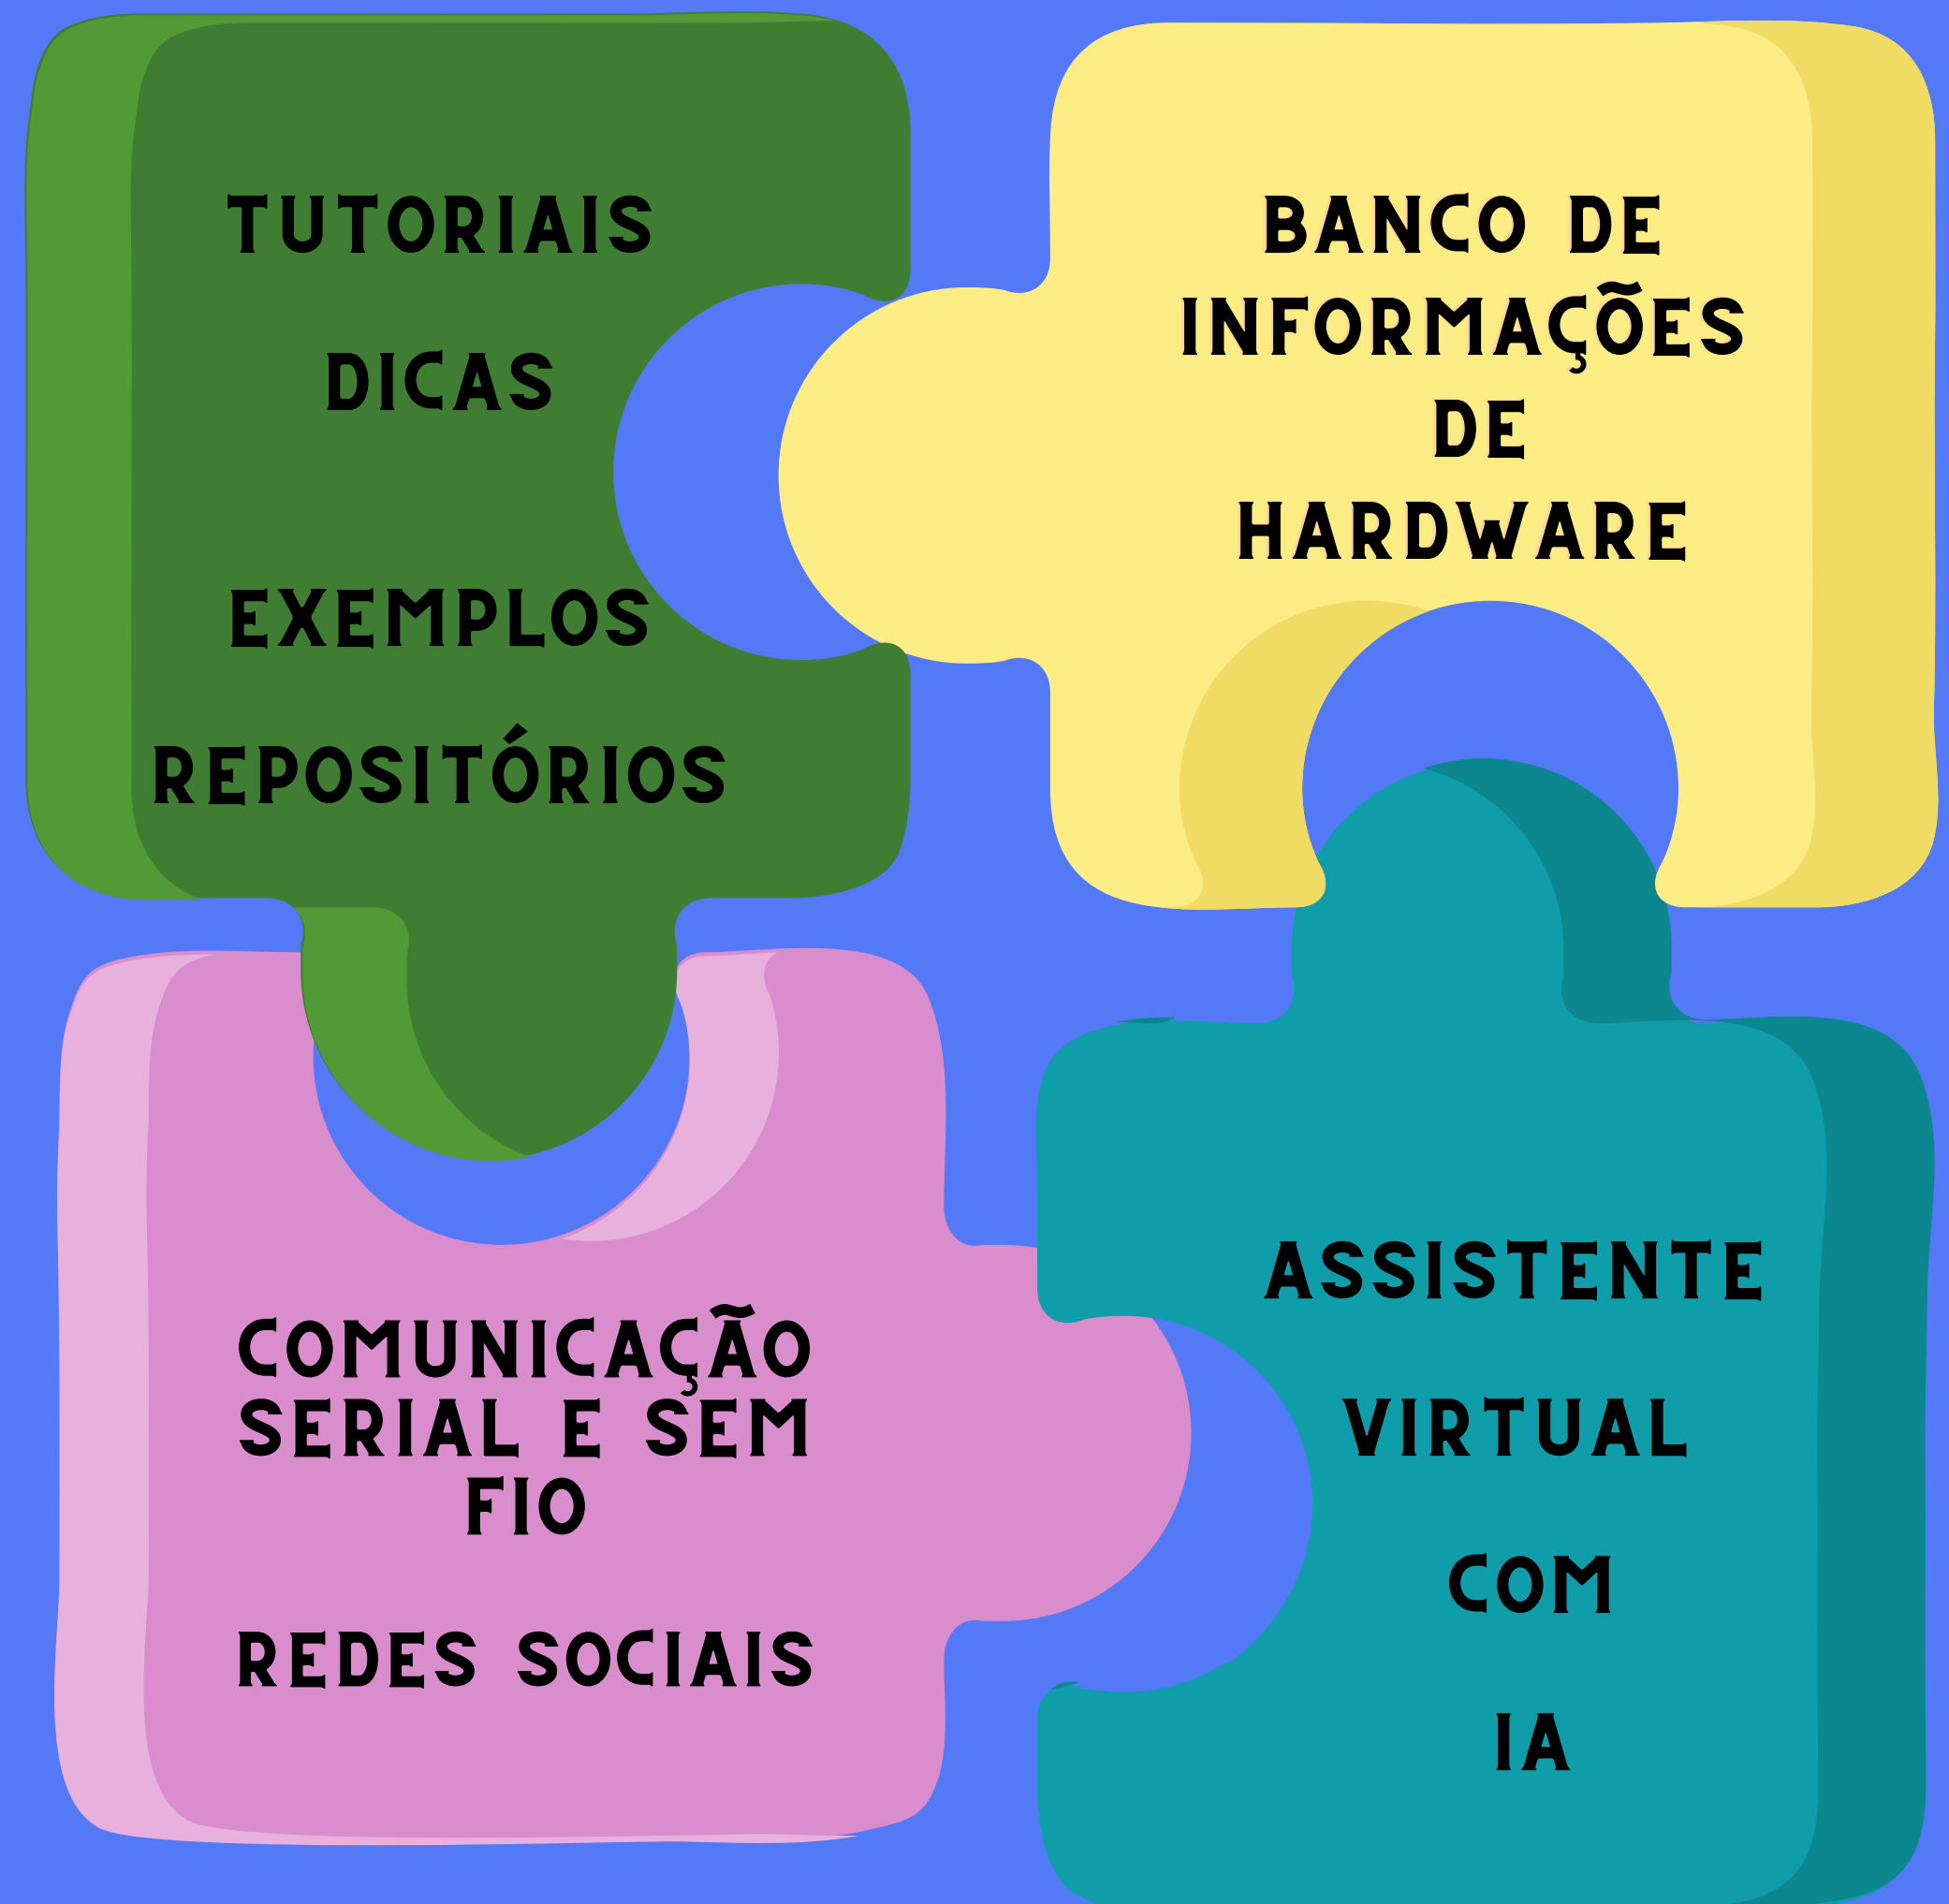 TUTORIAIS
DICAS
EXEMPLOS
REPOSITÓRIOS
BANCO DE
INFORMAÇÕES
DE
HARDWARE
COMUNICAÇÃO
SERIAL E SEM
FIO
REDES SOCIAIS
ASSISTENTE
VIRTUAL
COM
IA